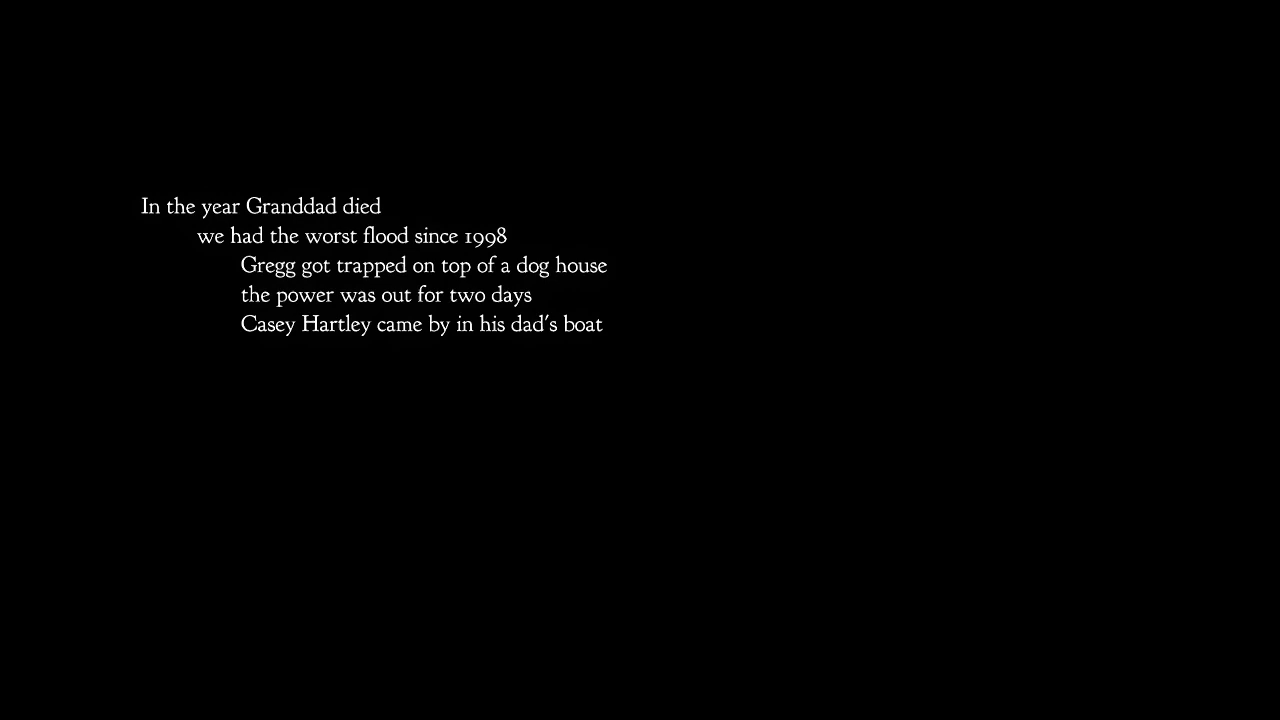 In the year Granddad died
we had the worst flood since 1998
Gregg got trapped on top of a dog house
the power was out for two days
Casey Hartley came by in his dad's boat